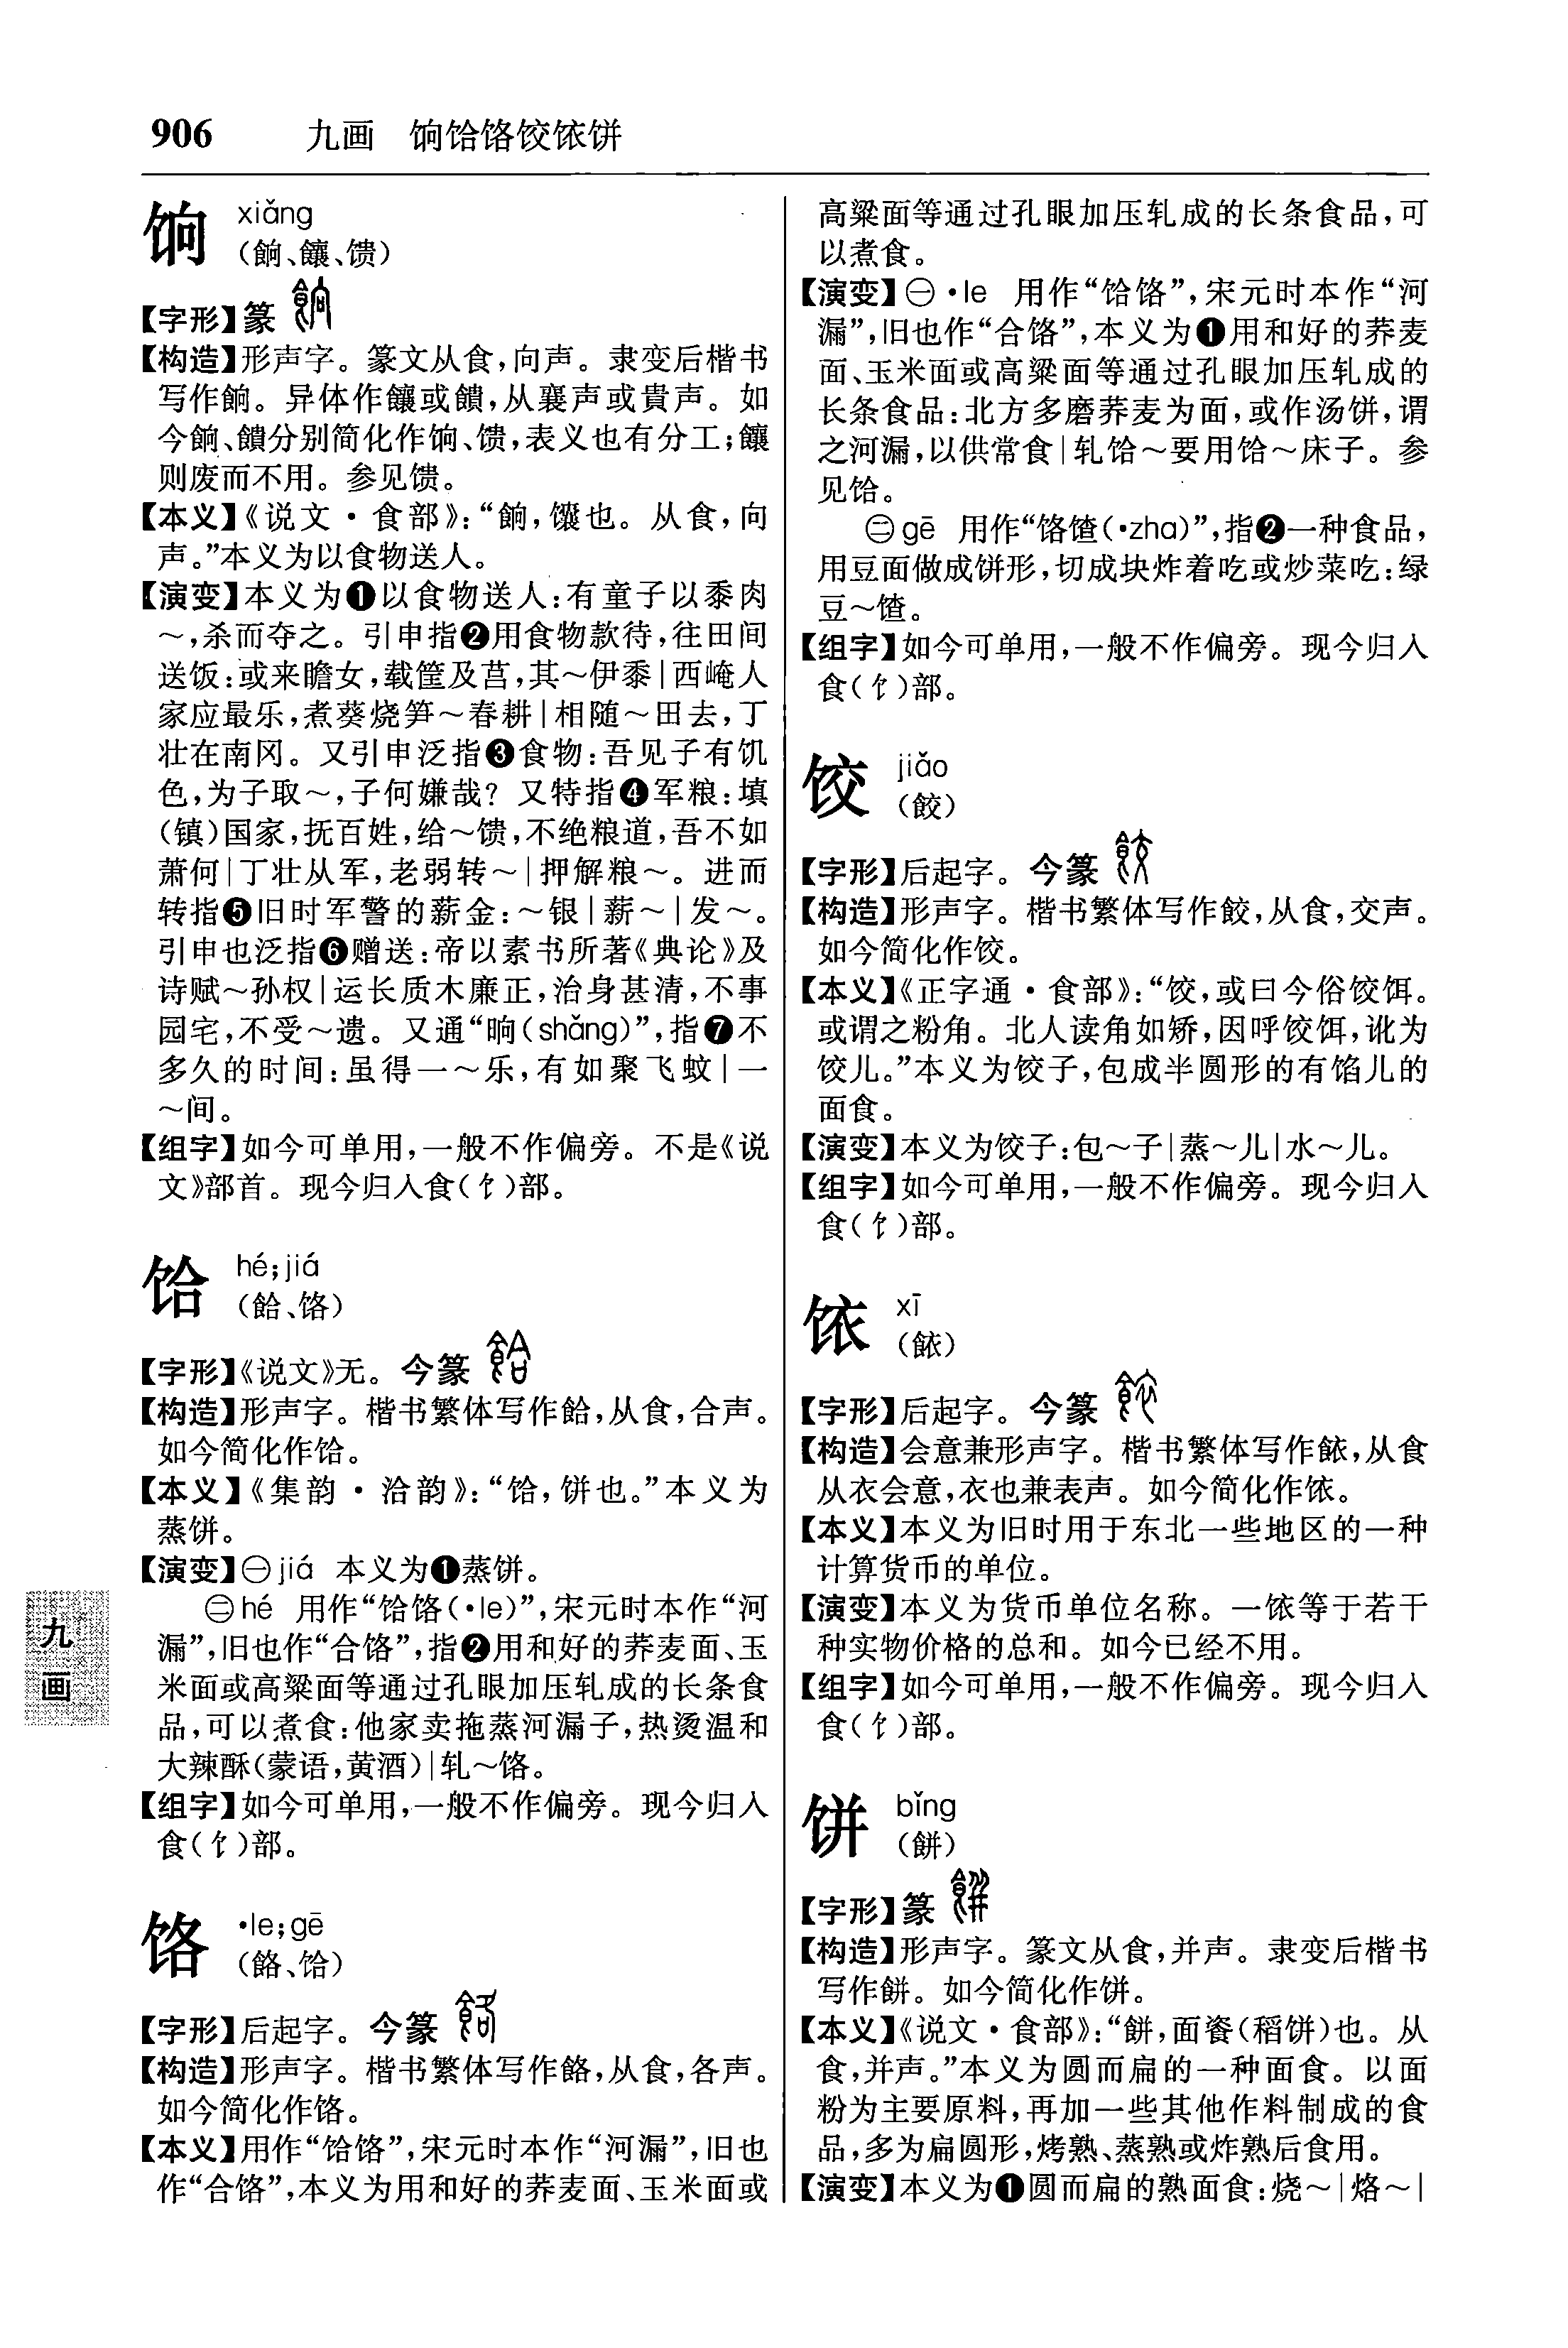 906 九画 饷饸饹饺𫗡饼
饷 xiǎng
(餉、饟、馈)
【字形】篆
【构造】形声字。篆文从食,向声。隶变后楷书
写作餉。异体作饟或饋,从襄声或貴声。如
今餉、饋分别简化作饷、馈,表义也有分工;饟
则废而不用。参见馈。
【本义】《说文·食部》:“餉,馈也。从食,向
声。”本义为以食物送人。
【演变】本义为❶以食物送人:有童子以黍肉
~,杀而夺之。引申指❷用食物款待,往田间
送饭:或来瞻女,载筐及莒,其~伊黍|西崦人
家应最乐,煮葵烧笋~春耕|相随~田去,丁
壮在南冈。又引申泛指❸食物:吾见子有饥
色,为子取~,子何嫌哉?又特指❹军粮:填
(镇)国家,抚百姓,给~馈,不绝粮道,吾不如
萧何|丁壮从军,老弱转~|押解粮~。进而
转指❺旧时军警的薪金:~银|薪~|发~。
引申也泛指❻赠送:帝以素书所著《典论》及
诗赋~孙权|运长质木廉正,治身甚清,不事
园宅,不受~遗。又通“晌(shǎng)”,指❼不
多久的时间:虽得一~乐,有如聚飞蚊|一
~间。
【组字】如今可单用,一般不作偏旁。不是《说
文》部首。现今归入食(饣)部。
饸 hé;jiá
(餄、饹)
【字形】《说文》无。今篆
【构造】形声字。楷书繁体写作餄,从食,合声。
如今简化作饸。
【本义】《集韵·洽韵》:“饸,饼也。”本义为
蒸饼。
【演变】㊀jiá 本义为❶蒸饼。
㊁hé 用作“饸饹(·le)”,宋元时本作“河
漏”,旧也作“合饹”,指❷用和好的荞麦面、玉
米面或高粱面等通过孔眼加压轧成的长条食
品,可以煮食:他家卖拖蒸河漏子,热烫温和
大辣酥(蒙语,黄酒)|轧~饹。
【组字】如今可单用,一般不作偏旁。现今归入
食(饣)部。
饹 ·le;gē
(餎、饸)
【字形】后起字。今篆
【构造】形声字。楷书繁体写作餎,从食,各声。
如今简化作饹。
【本义】用作“饸饹”,宋元时本作“河漏”,旧也
作“合饹”,本义为用和好的荞麦面、玉米面或
高粱面等通过孔眼加压轧成的长条食品,可
以煮食。
【演变】㊀·le 用作“饸饹”,宋元时本作“河
漏”,旧也作“合饹”,本义为❶用和好的荞麦
面、玉米面或高粱面等通过孔眼加压轧成的
长条食品:北方多磨荞麦为面,或作汤饼,谓
之河漏,以供常食|轧饸~要用饸~床子。参
见饸。
㊁gē 用作“饹馇(·zha)”,指❷一种食品,
用豆面做成饼形,切成块炸着吃或炒菜吃:绿
豆~馇。
【组字】如今可单用,一般不作偏旁。现今归入
食(饣)部。
饺 jiǎo
(餃)
【字形】后起字。今篆
【构造】形声字。楷书繁体写作餃,从食,交声。
如今简化作饺。
【本义】《正字通·食部》:“饺,或曰今俗饺饵。
或谓之粉角。北人读角如矫,因呼饺饵,讹为
饺儿。”本义为饺子,包成半圆形的有馅儿的
面食。
【演变】本义为饺子:包~子|蒸~儿|水~儿。
【组字】如今可单用,一般不作偏旁。现今归入
食(饣)部。
𫗡 xī
(餏)
【字形】后起字。今篆
【构造】会意兼形声字。楷书繁体写作餏,从食
从衣会意,衣也兼表声。如今简化作𫗡。
【本义】本义为旧时用于东北一些地区的一种
计算货币的单位。
【演变】本义为货币单位名称。一𫗡等于若干
种实物价格的总和。如今已经不用。
【组字】如今可单用,一般不作偏旁。现今归入
食(饣)部。
饼 bǐng
(餅)
【字形】篆
【构造】形声字。篆文从食,并声。隶变后楷书
写作餅。如今简化作饼。
【本义】《说文·食部》:“餅,面餈(稻饼)也。从
食,并声。”本义为圆而扁的一种面食。以面
粉为主要原料,再加一些其他作料制成的食
品,多为扁圆形,烤熟、蒸熟或炸熟后食用。
【演变】本义为❶圆而扁的熟面食:烧~|烙~|
九
画